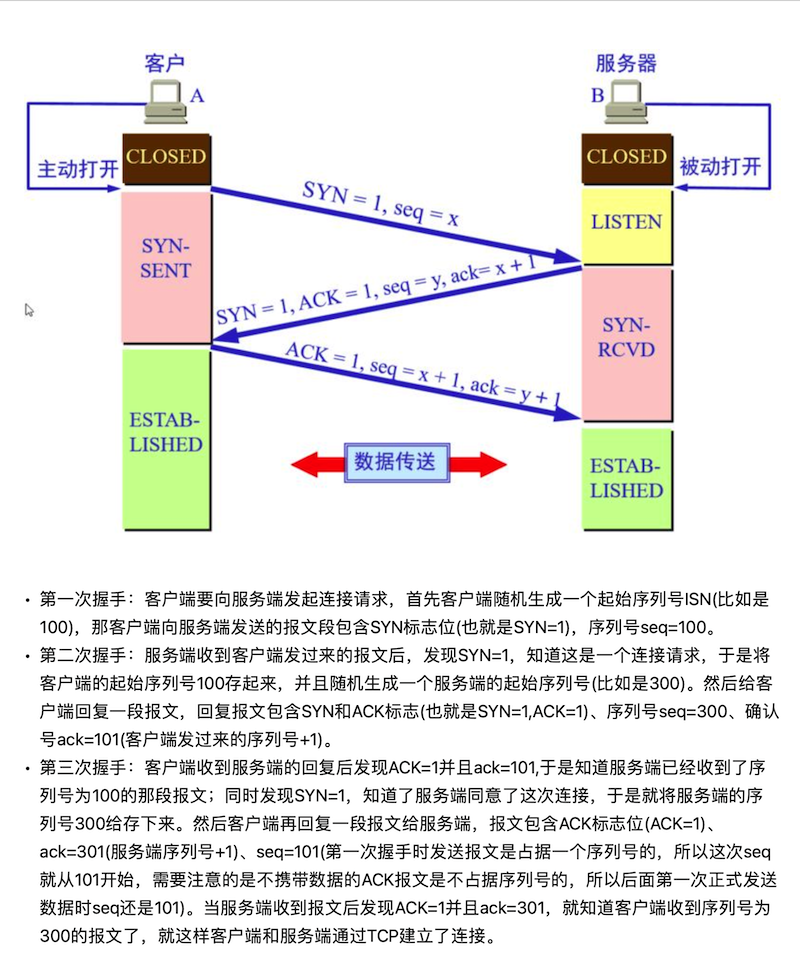 客户
服务器
A
B
CLOSED
CLOSED
主动打开
被动打开
SYN = 1, seq = x
LISTEN
SYN-
SENT
SYN = 1, ACK = 1, seq = y, ack= x + 1
SYN-
RCVD
ACK = 1, seq = x + 1, ack = y + 1
ESTAB-
LISHED
数据传送
ESTAB-
LISHED
• 第一次握手：客户端要向服务端发起连接请求，首先客户端随机生成一个起始序列号ISN(比如是
100)，那客户端向服务端发送的报文段包含SYN标志位(也就是SYN=1)，序列号seq=100。
• 第二次握手：服务端收到客户端发过来的报文后，发现SYN=1，知道这是一个连接请求，于是将
客户端的起始序列号100存起来，并且随机生成一个服务端的起始序列号(比如是300)。然后给客
户端回复一段报文，回复报文包含SYN和ACK标志(也就是SYN=1,ACK=1)、序列号seq=300、确认
号ack=101(客户端发过来的序列号+1)。
• 第三次握手：客户端收到服务端的回复后发现ACK=1并且ack=101,于是知道服务端已经收到了序
列号为100的那段报文；同时发现SYN=1，知道了服务端同意了这次连接，于是就将服务端的序
列号300给存下来。然后客户端再回复一段报文给服务端，报文包含ACK标志位(ACK=1)、
ack=301(服务端序列号+1)、seq=101(第一次握手时发送报文是占据一个序列号的，所以这次seq
就从101开始，需要注意的是不携带数据的ACK报文是不占据序列号的，所以后面第一次正式发送
数据时seq还是101)。当服务端收到报文后发现ACK=1并且ack=301，就知道客户端收到序列号为
300的报文了，就这样客户端和服务端通过TCP建立了连接。